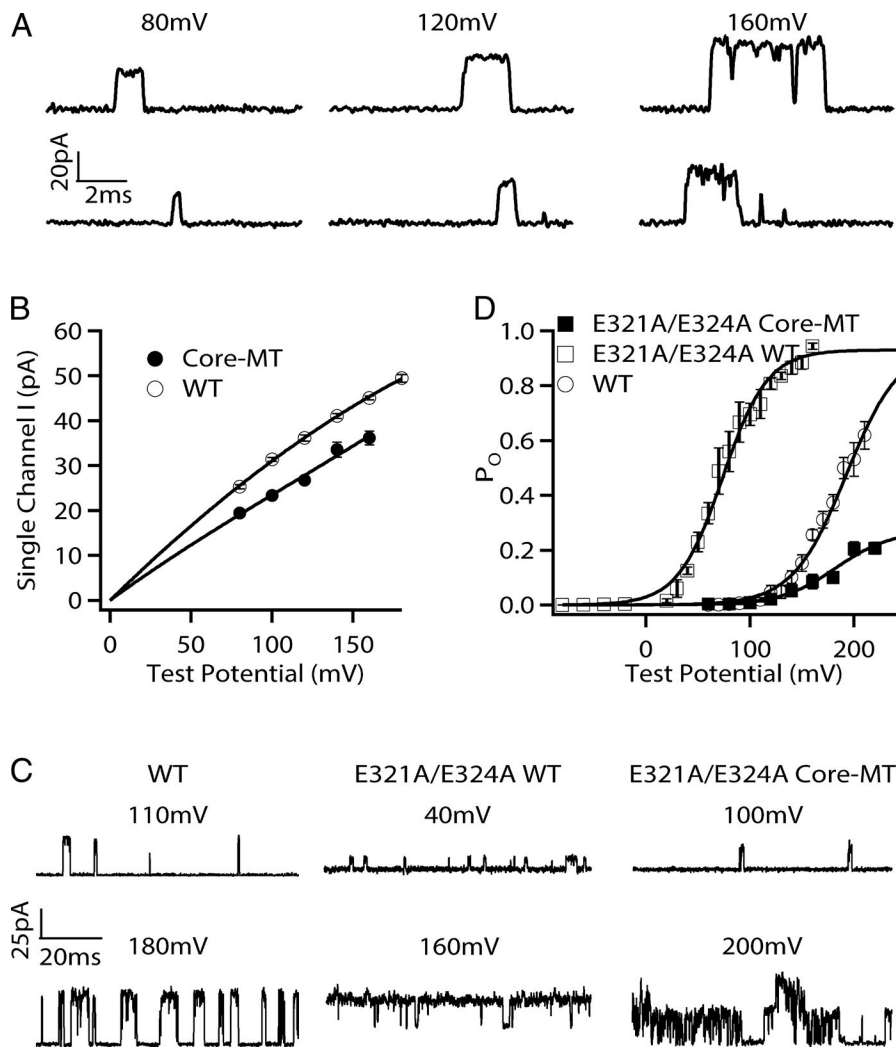 A
80mV
120mV
160mV
20pA
2ms
B
60
50
40
30
20
10
0
Single Channel I (pA)
Core-MT
WT
0
50
100
150
Test Potential (mV)
D
E321A/E324A Core-MT
E321A/E324A WT
WT
1.0
0.8
0.6
0.4
0.2
0.0
PO
0
100
200
Test Potential (mV)
C
WT
E321A/E324A WT
E321A/E324A Core-MT
110mV
40mV
100mV
25pA
20ms
180mV
160mV
200mV